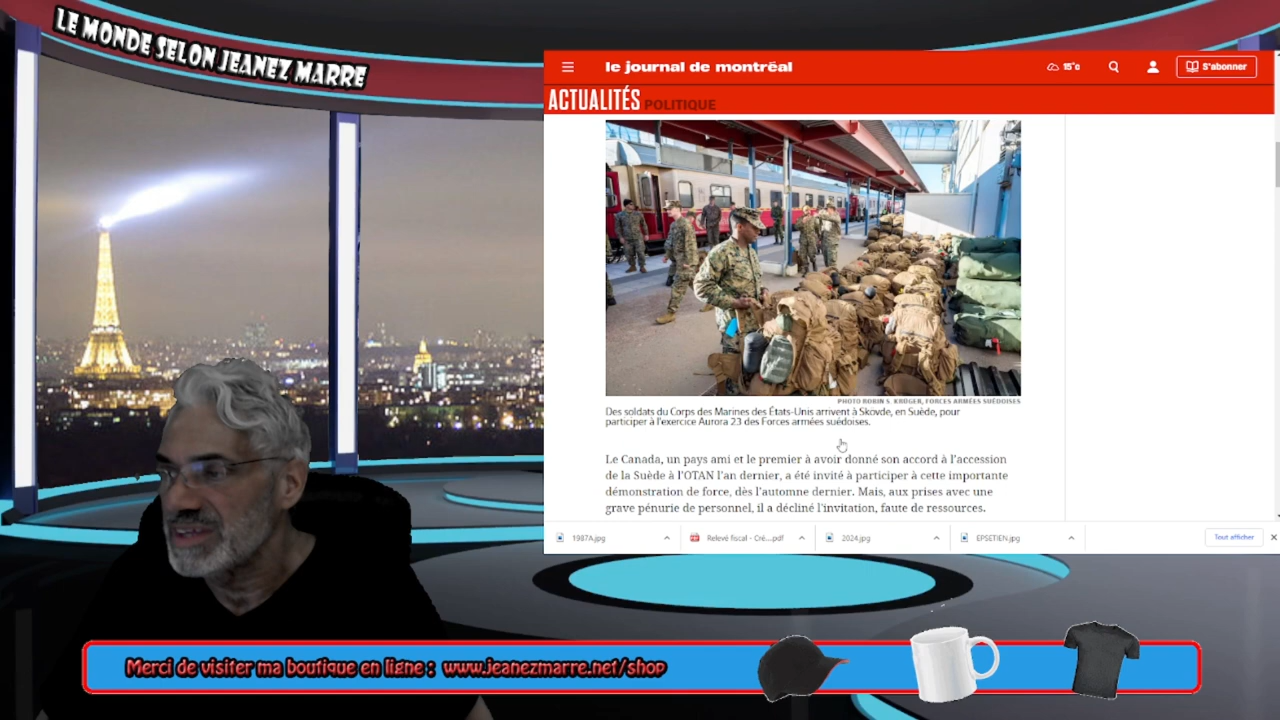 LE MONDE SELON JEANEZ MARRE
le journal de montréal
15°C
S'abonner
ACTUALITÉS POLITIQUE
PHOTO ROBIN S. KRÜGER, FORCES ARMÉES SUÉDOISES
Des soldats du Corps des Marines des États-Unis arrivent à Skovde, en Suède, pour
participer à l'exercice Aurora 23 des Forces armées suédoises.
Le Canada, un pays ami et le premier à avoir donné son accord à l'accession
de la Suède à l'OTAN l'an dernier, a été invité à participer à cette importante
démonstration de force, dès l'automne dernier. Mais, aux prises avec une
grave pénurie de personnel, il a décliné l'invitation, faute de ressources.
1987A.jpg
Relevé fiscal - Cré....pdf
2024.jpg
EPSETIEN.jpg
Tout afficher
Merci de visiter ma boutique en ligne : www.jeanezmarre.net/shop